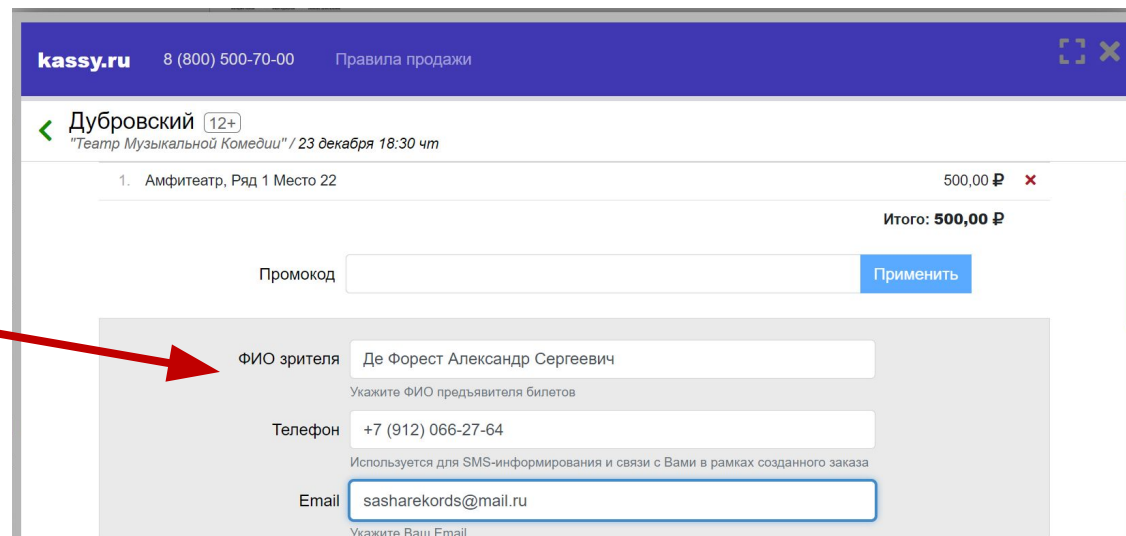 kassy.ru 8 (800) 500-70-00 Правила продажи
Дубровский 12+
"Театр Музыкальной Комедии" / 23 декабря 18:30 чт
1. Амфитеатр, Ряд 1 Место 22 500,00 ₽
Итого: 500,00 ₽
Промокод Применить
ФИО зрителя Де Форест Александр Сергеевич
Укажите ФИО предъявителя билетов
Телефон +7 (912) 066-27-64
Используется для SMS-информирования и связи с Вами в рамках созданного заказа
Email sasharekords@mail.ru
Укажите Ваш Email